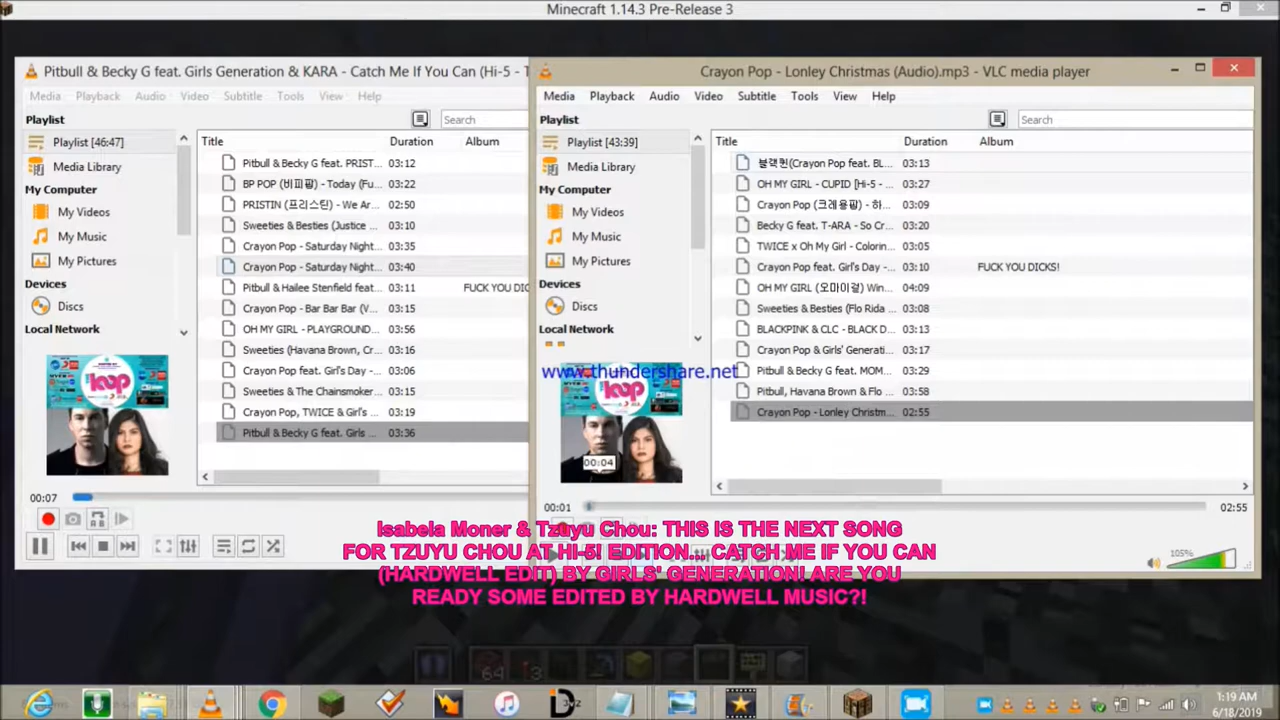 Minecraft 1.14.3 Pre-Release 3
Pitbull & Becky G feat. Girls Generation & KARA - Catch Me If You Can (Hi-5 - T
Media Playback Audio Video Subtitle Tools View Help
Playlist
Search
Playlist [46:47]
Media Library
My Computer
My Videos
My Music
My Pictures
Devices
Discs
Local Network
Title Duration Album
Pitbull & Becky G feat. PRIST... 03:12
BP POP (비피팝) - Today (Fu... 03:22
PRISTIN (프리스틴) - We Ar... 02:50
Sweeties & Besties (Justice ... 03:10
Crayon Pop - Saturday Night... 03:35
Crayon Pop - Saturday Night... 03:40
Pitbull & Hailee Stenfield feat... 03:11 FUCK YOU DIC
Crayon Pop - Bar Bar Bar (V... 03:15
OH MY GIRL - PLAYGROUND... 03:56
Sweeties (Havana Brown, Cr... 03:16
Crayon Pop feat. Girl's Day -... 03:06
Sweeties & The Chainsmoker... 03:15
Crayon Pop, TWICE & Girl's... 03:19
Pitbull & Becky G feat. Girls ... 03:36
loop
00:07
Crayon Pop - Lonley Christmas (Audio).mp3 - VLC media player
Media Playback Audio Video Subtitle Tools View Help
Playlist
Search
Playlist [43:39]
Media Library
My Computer
My Videos
My Music
My Pictures
Devices
Discs
Local Network
Title Duration Album
블랙퀸(Crayon Pop feat. BL... 03:13
OH MY GIRL - CUPID [Hi-5 - ... 03:27
Crayon Pop (크레용팝) - 하... 03:09
Becky G feat. T-ARA - So Cr... 03:20
TWICE x Oh My Girl - Colorin... 03:05
Crayon Pop feat. Girl's Day -... 03:10 FUCK YOU DICKS!
OH MY GIRL (오마이걸) Win... 04:09
Sweeties & Besties (Flo Rida ... 03:08
BLACKPINK & CLC - BLACK D... 03:13
Crayon Pop & Girls' Generati... 03:17
Pitbull & Becky G feat. MOM... 03:29
Pitbull, Havana Brown & Flo ... 03:58
Crayon Pop - Lonley Christm... 02:55
www.thundershare.net
loop
00:04
00:01
02:55
105%
Isabela Moner & Tzuyu Chou: THIS IS THE NEXT SONG
FOR TZUYU CHOU AT HI-5! EDITION... CATCH ME IF YOU CAN
(HARDWELL EDIT) BY GIRLS' GENERATION! ARE YOU
READY SOME EDITED BY HARDWELL MUSIC?!
64
13
1:19 AM
6/18/2019